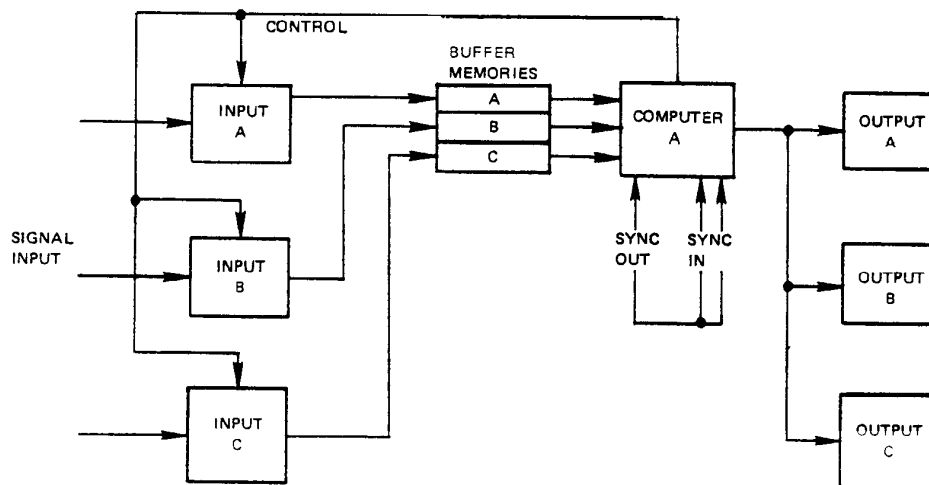 CONTROL
BUFFER
MEMORIES
INPUT
A
A
B
C
COMPUTER
A
OUTPUT
A
SIGNAL
INPUT
INPUT
B
SYNC
OUT
SYNC
IN
OUTPUT
B
INPUT
C
OUTPUT
C